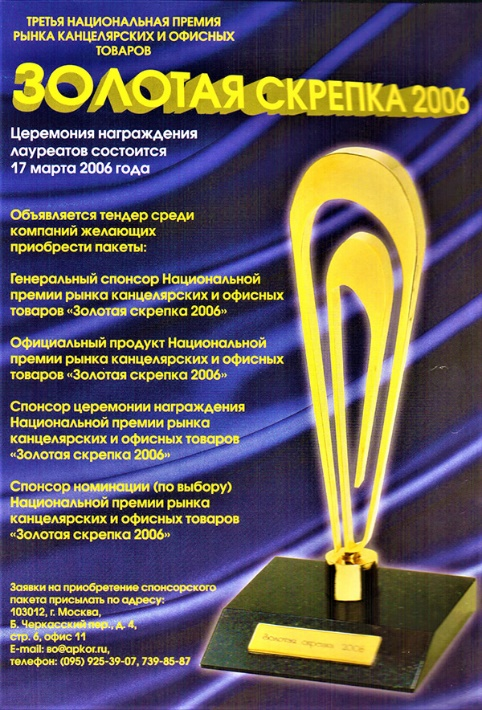 ТРЕТЬЯ НАЦИОНАЛЬНАЯ ПРЕМИЯ
РЫНКА КАНЦЕЛЯРСКИХ И ОФИСНЫХ
ТОВАРОВ
ЗОЛОТАЯ СКРЕПКА 2006
Церемония награждения
лауреатов состоится
17 марта 2006 года
Объявляется тендер среди
компаний желающих
приобрести пакеты:
Генеральный спонсор Национальной
премии рынка канцелярских и офисных
товаров «Золотая скрепка 2006»
Официальный продукт Национальной
премии рынка канцелярских и офисных
товаров «Золотая скрепка 2006»
Спонсор церемонии награждения
Национальной премии рынка
канцелярских и офисных товаров
«Золотая скрепка 2006»
Спонсор номинации (по выбору)
Национальной премии рынка
канцелярских и офисных товаров
«Золотая скрепка 2006»
Заявки на приобретение спонсорского
пакета присылать по адресу:
103012, г. Москва,
Б. Черкасский пер., д. 4,
стр. 6, офис 11
E-mail: so@apkor.ru,
телефон: (095) 925-39-07, 739-85-87
Золотая скрепка 2006